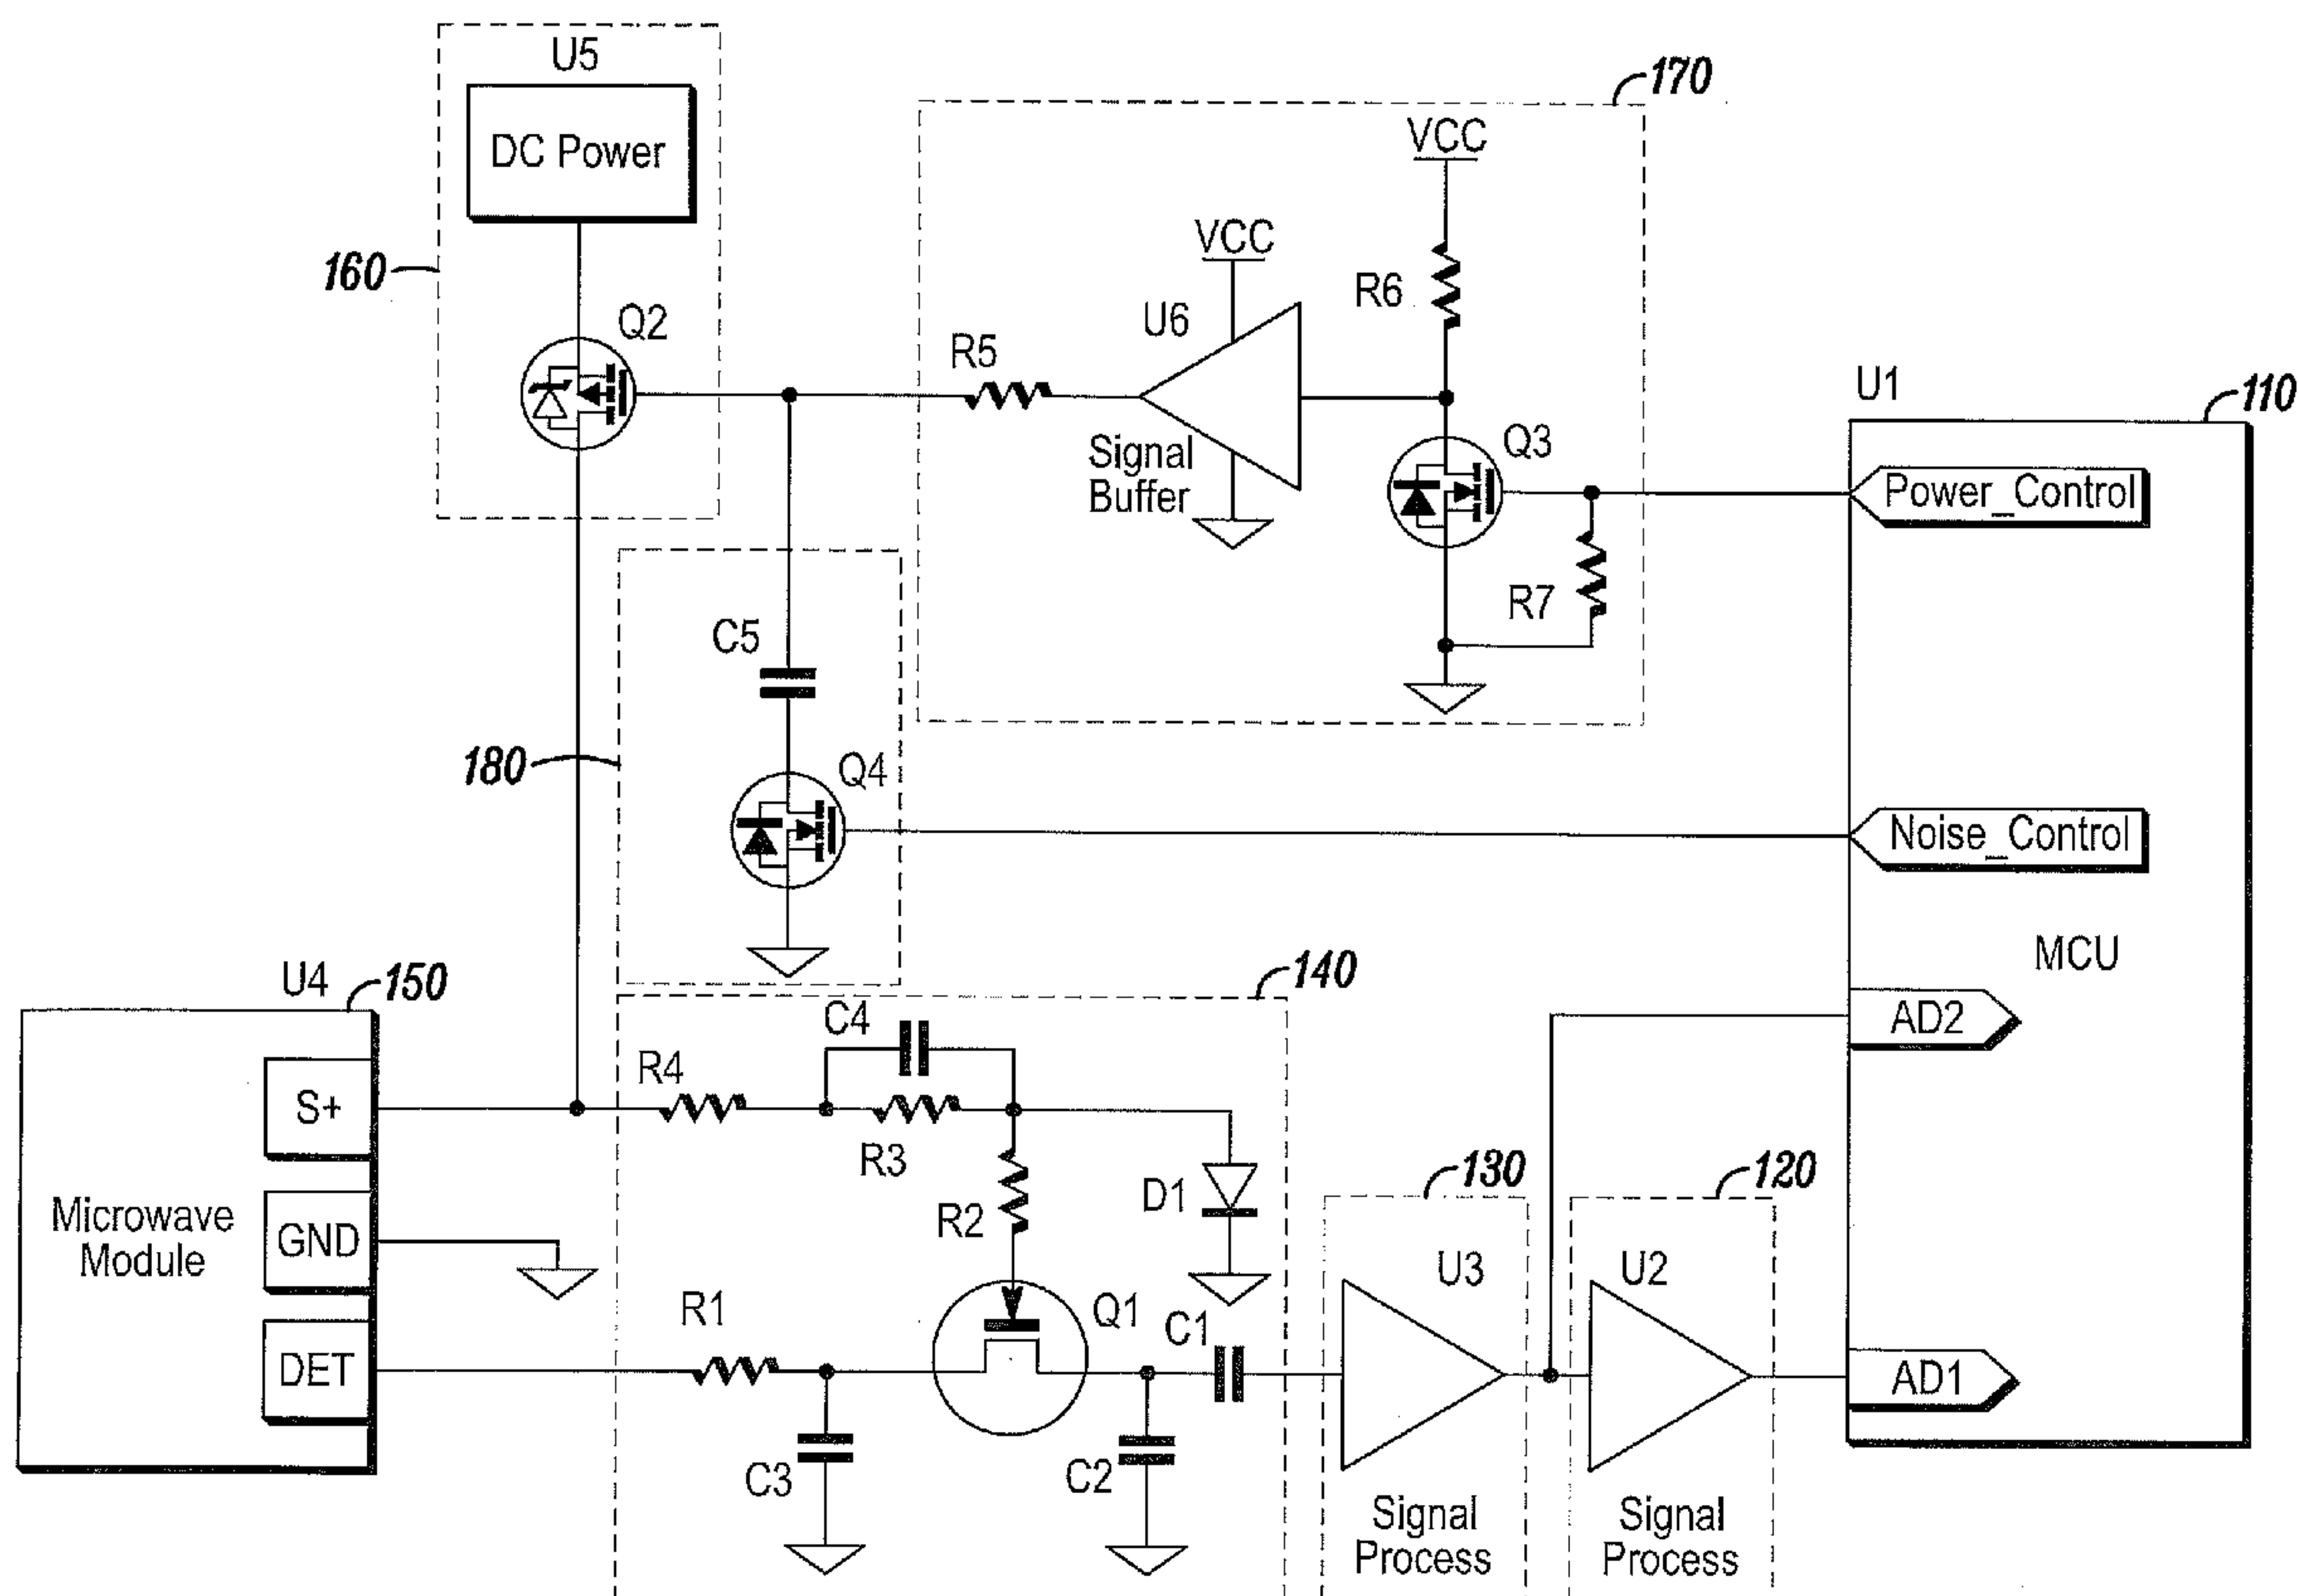 U5
DC Power
160
Q2
170
VCC
VCC
R6
U6
R5
Signal
Buffer
Q3
R7
U1
110
Power_Control
Noise_Control
MCU
AD2
AD1
C5
180
Q4
U4
150
S+
GND
DET
Microwave
Module
140
C4
R4
R3
R2
D1
R1
Q1
C1
C3
C2
130
U3
Signal
Process
120
U2
Signal
Process